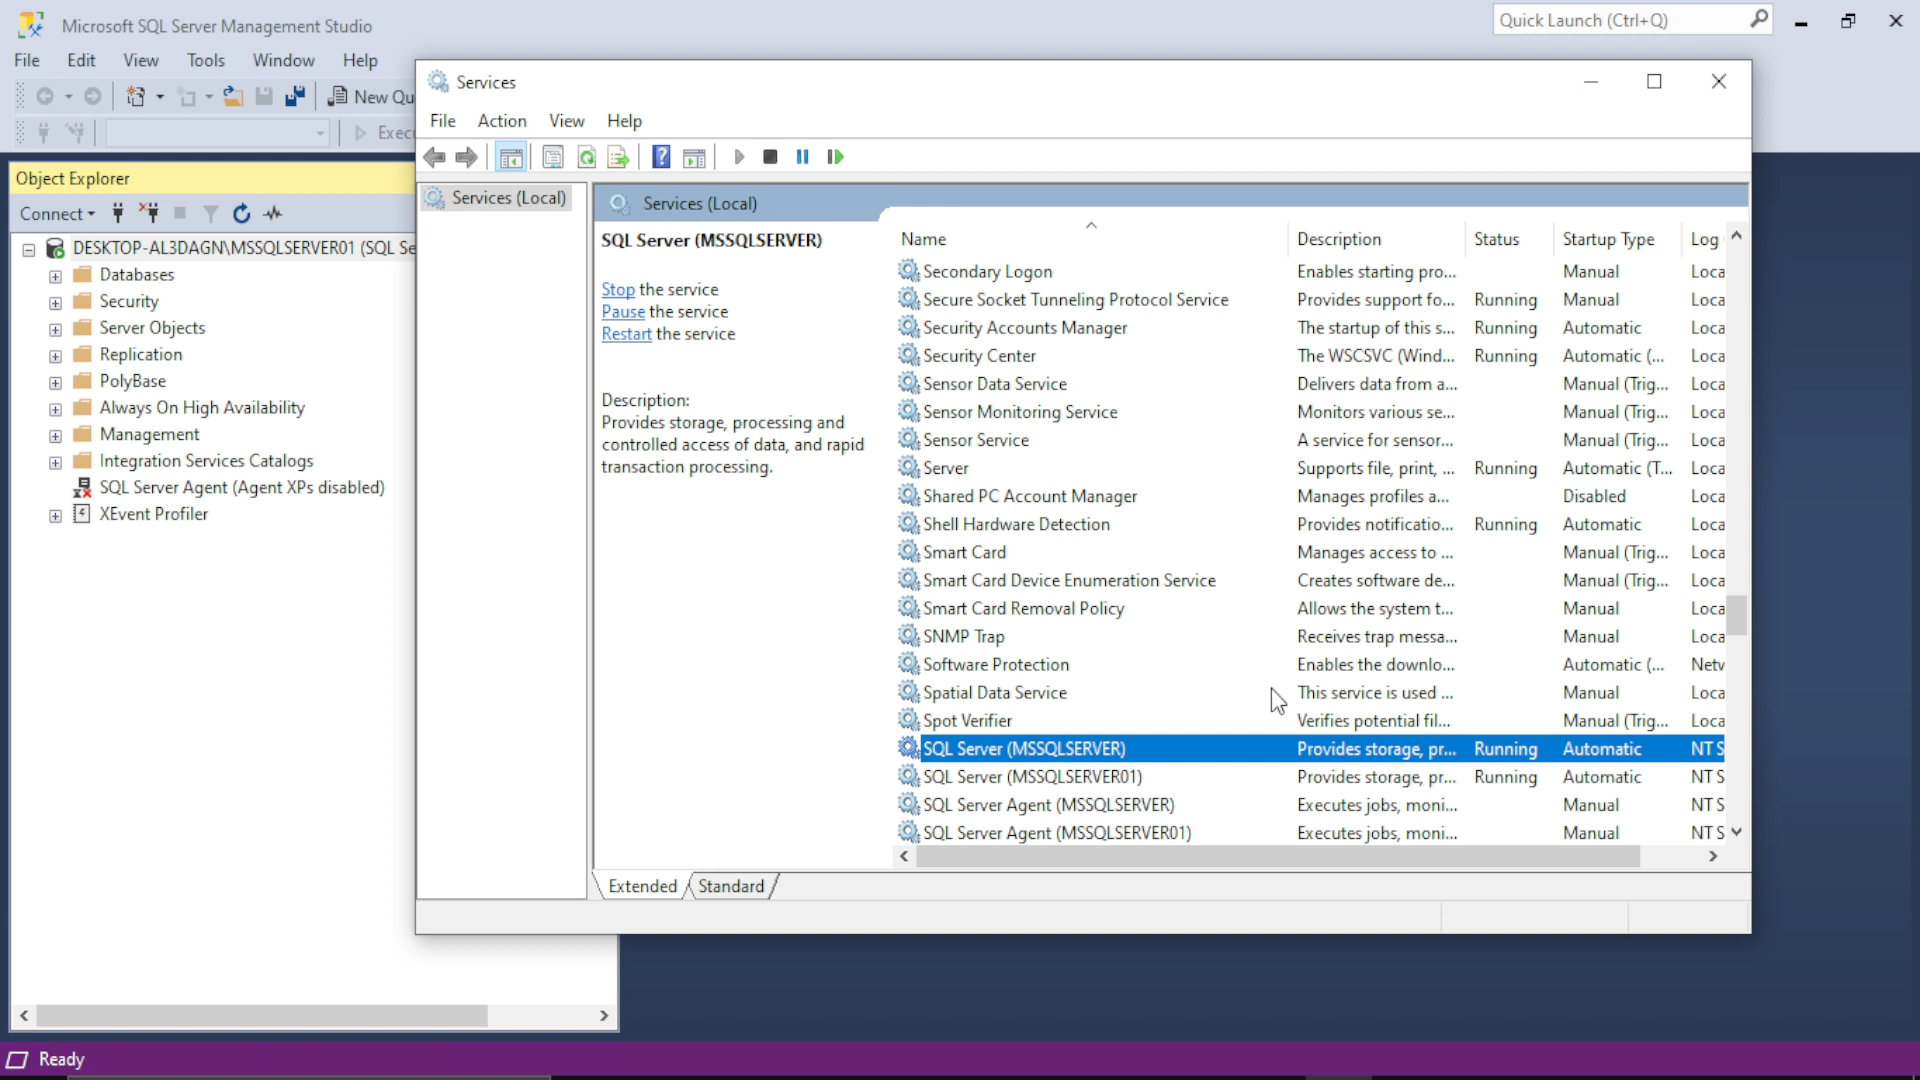 Microsoft SQL Server Management Studio
Quick Launch (Ctrl+Q)
File Edit View Tools Window Help
New Qu
Exec
Object Explorer
Connect
DESKTOP-AL3DAGN\MSSQLSERVER01 (SQL Se
Databases
Security
Server Objects
Replication
PolyBase
Always On High Availability
Management
Integration Services Catalogs
SQL Server Agent (Agent XPs disabled)
XEvent Profiler
Services
File Action View Help
Services (Local)
Services (Local)
SQL Server (MSSQLSERVER)
Stop the service
Pause the service
Restart the service
Description:
Provides storage, processing and
controlled access of data, and rapid
transaction processing.
Name Description Status Startup Type Log
Secondary Logon Enables starting pro... Manual Loca
Secure Socket Tunneling Protocol Service Provides support fo... Running Manual Loca
Security Accounts Manager The startup of this s... Running Automatic Loca
Security Center The WSCSVC (Wind... Running Automatic (... Loca
Sensor Data Service Delivers data from a... Manual (Trig... Loca
Sensor Monitoring Service Monitors various se... Manual (Trig... Loca
Sensor Service A service for sensor... Manual (Trig... Loca
Server Supports file, print, ... Running Automatic (T... Loca
Shared PC Account Manager Manages profiles a... Disabled Loca
Shell Hardware Detection Provides notificatio... Running Automatic Loca
Smart Card Manages access to ... Manual (Trig... Loca
Smart Card Device Enumeration Service Creates software de... Manual (Trig... Loca
Smart Card Removal Policy Allows the system t... Manual Loca
SNMP Trap Receives trap messa... Manual Loca
Software Protection Enables the downlo... Automatic (... Netw
Spatial Data Service This service is used ... Manual Loca
Spot Verifier Verifies potential fil... Manual (Trig... Loca
SQL Server (MSSQLSERVER) Provides storage, pr... Running Automatic NT S
SQL Server (MSSQLSERVER01) Provides storage, pr... Running Automatic NT S
SQL Server Agent (MSSQLSERVER) Executes jobs, moni... Manual NT S
SQL Server Agent (MSSQLSERVER01) Executes jobs, moni... Manual NT S
Extended Standard
Ready